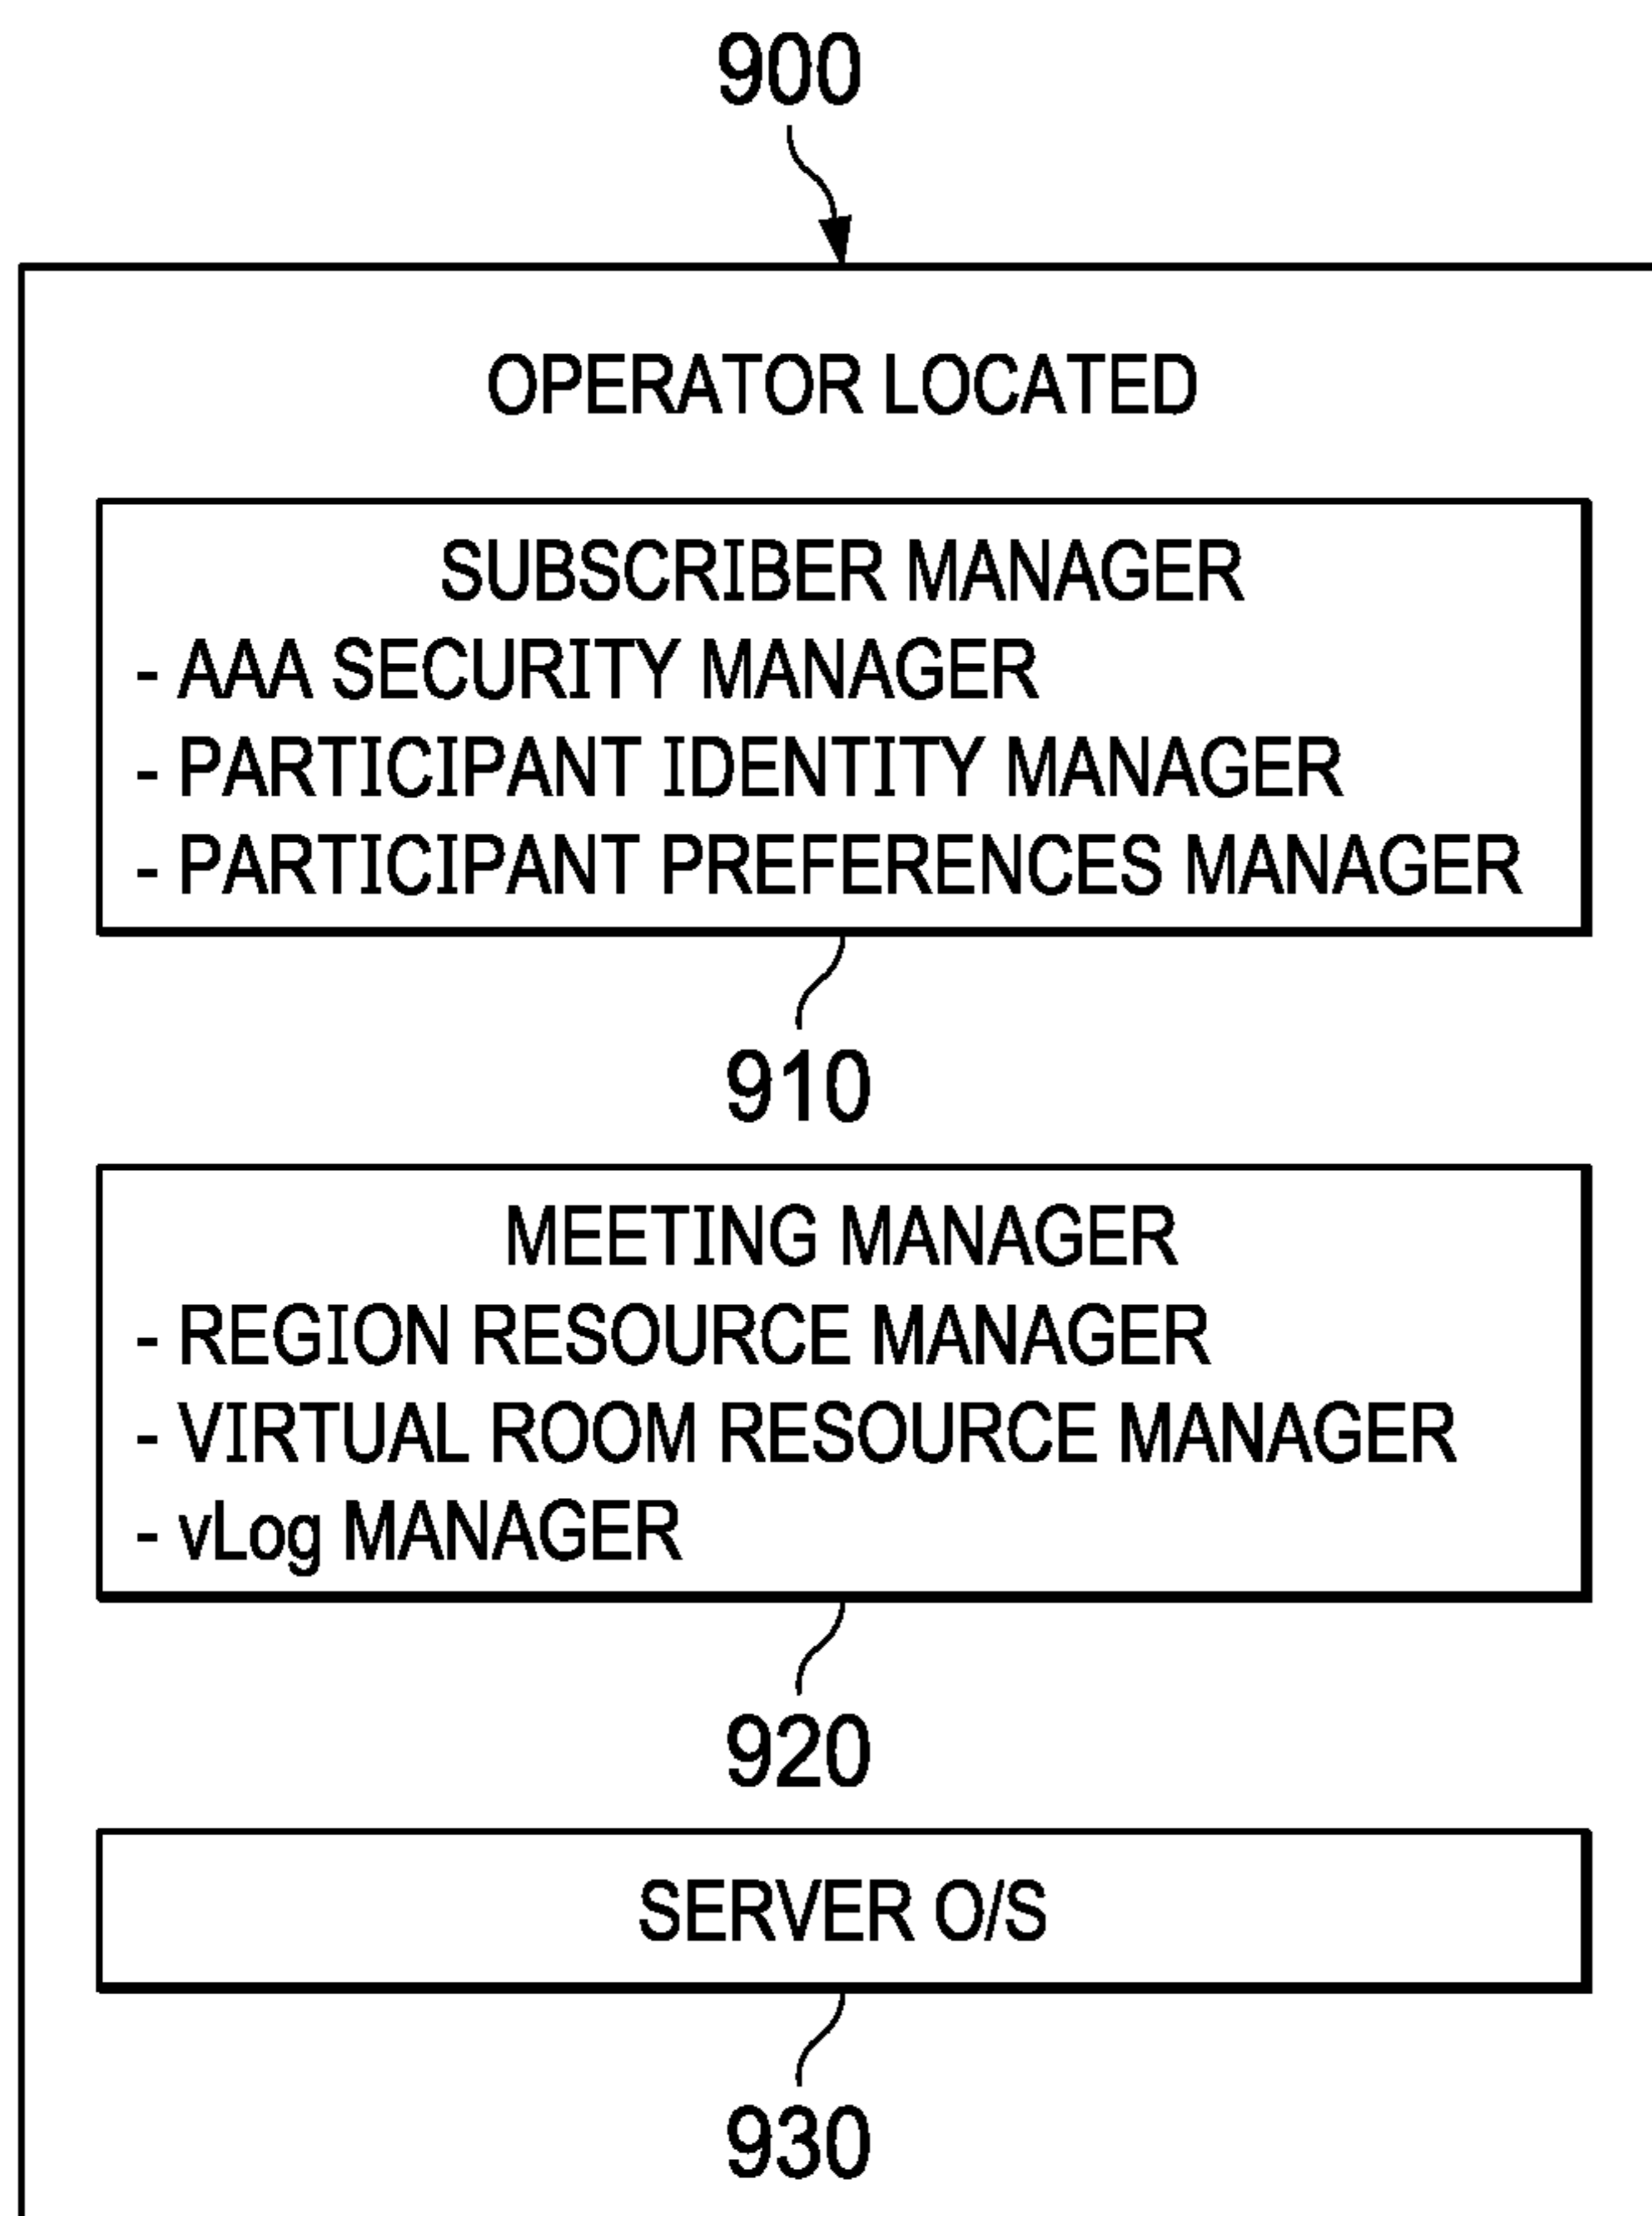 900
OPERATOR LOCATED
SUBSCRIBER MANAGER
- AAA SECURITY MANAGER
- PARTICIPANT IDENTITY MANAGER
- PARTICIPANT PREFERENCES MANAGER
910
MEETING MANAGER
- REGION RESOURCE MANAGER
- VIRTUAL ROOM RESOURCE MANAGER
- vLog MANAGER
920
SERVER O/S
930